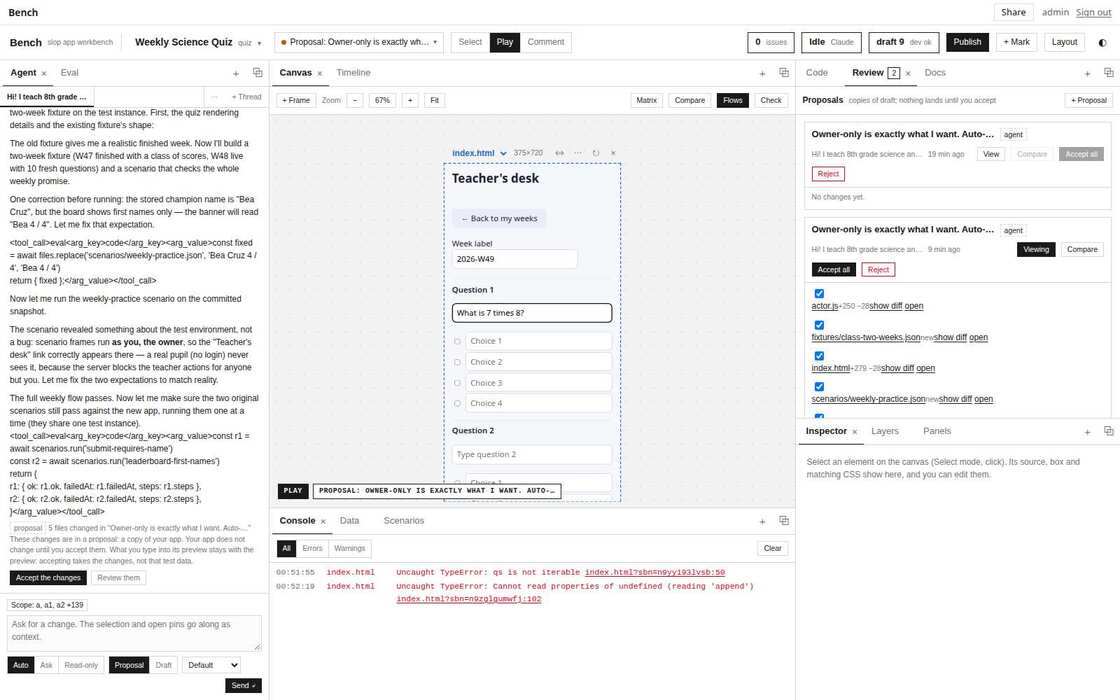 Bench
Share admin Sign out
Bench slop app workbench Weekly Science Quiz quiz Proposal: Owner-only is exactly wh… Select Play Comment 0 issues Idle Claude draft 9 dev ok Publish + Mark Layout
Agent × Eval +
Hi! I teach 8th grade … ··· + Thread
two-week fixture on the test instance. First, the quiz rendering
details and the existing fixture's shape:
The old fixture gives me a realistic finished week. Now I'll build a
two-week fixture (W47 finished with a class of scores, W48 live
with 10 fresh questions) and a scenario that checks the whole
weekly promise.
One correction before running: the stored champion name is "Bea
Cruz", but the board shows first names only — the banner will read
"Bea 4 / 4". Let me fix that expectation.
<tool_call>eval<arg_key>code</arg_key><arg_value>const fixed
= await files.replace('scenarios/weekly-practice.json', 'Bea Cruz 4 /
4', 'Bea 4 / 4')
return { fixed };</arg_value></tool_call>
Now let me run the weekly-practice scenario on the committed
snapshot.
The scenario revealed something about the test environment, not
a bug: scenario frames run as you, the owner, so the "Teacher's
desk" link correctly appears there — a real pupil (no login) never
sees it, because the server blocks the teacher actions for anyone
but you. Let me fix the two expectations to match reality.
The full weekly flow passes. Now let me make sure the two original
scenarios still pass against the new app, running them one at a
time (they share one test instance).
<tool_call>eval<arg_key>code</arg_key><arg_value>const r1 =
await scenarios.run('submit-requires-name')
const r2 = await scenarios.run('leaderboard-first-names')
return {
r1: { ok: r1.ok, failedAt: r1.failedAt, steps: r1.steps },
r2: { ok: r2.ok, failedAt: r2.failedAt, steps: r2.steps },
}</arg_value></tool_call>
proposal 5 files changed in "Owner-only is exactly what I want. Auto-…"
These changes are in a proposal: a copy of your app. Your app does
not change until you accept them. What you type into its preview stays with the
preview: accepting takes the changes, not that test data.
Accept the changes Review them
Scope: a, a1, a2 +139
Ask for a change. The selection and open pins go along as
context.
Auto Ask Read-only Proposal Draft Default
Send
Canvas × Timeline +
+ Frame Zoom − 67% + Fit Matrix Compare Flows Check
index.html 375×720 ··· ×
Teacher's desk
← Back to my weeks
Week label
2026-W49
Question 1
What is 7 times 8?
Choice 1
Choice 2
Choice 3
Choice 4
Question 2
Type question 2
Choice 1
PLAY PROPOSAL: OWNER-ONLY IS EXACTLY WHAT I WANT. AUTO-…
Console × Data Scenarios +
All Errors Warnings Clear
00:51:55 index.html Uncaught TypeError: qs is not iterable index.html?sbn=n9yy193lvsb:50
00:52:19 index.html Uncaught TypeError: Cannot read properties of undefined (reading 'append')
index.html?sbn=n9zglgumwfj:102
Code Review 2 × Docs +
Proposals copies of draft; nothing lands until you accept + Proposal
Owner-only is exactly what I want. Auto-… agent
Hi! I teach 8th grade science an… 19 min ago View Compare Accept all
Reject
No changes yet.
Owner-only is exactly what I want. Auto-… agent
Hi! I teach 8th grade science an… 9 min ago Viewing Compare
Accept all Reject
actor.js+250 −28show diff open
fixtures/class-two-weeks.jsonnewshow diff open
index.html+279 −28show diff open
scenarios/weekly-practice.jsonnewshow diff open
Inspector × Layers Panels +
Select an element on the canvas (Select mode, click). Its source, box and
matching CSS show here, and you can edit them.